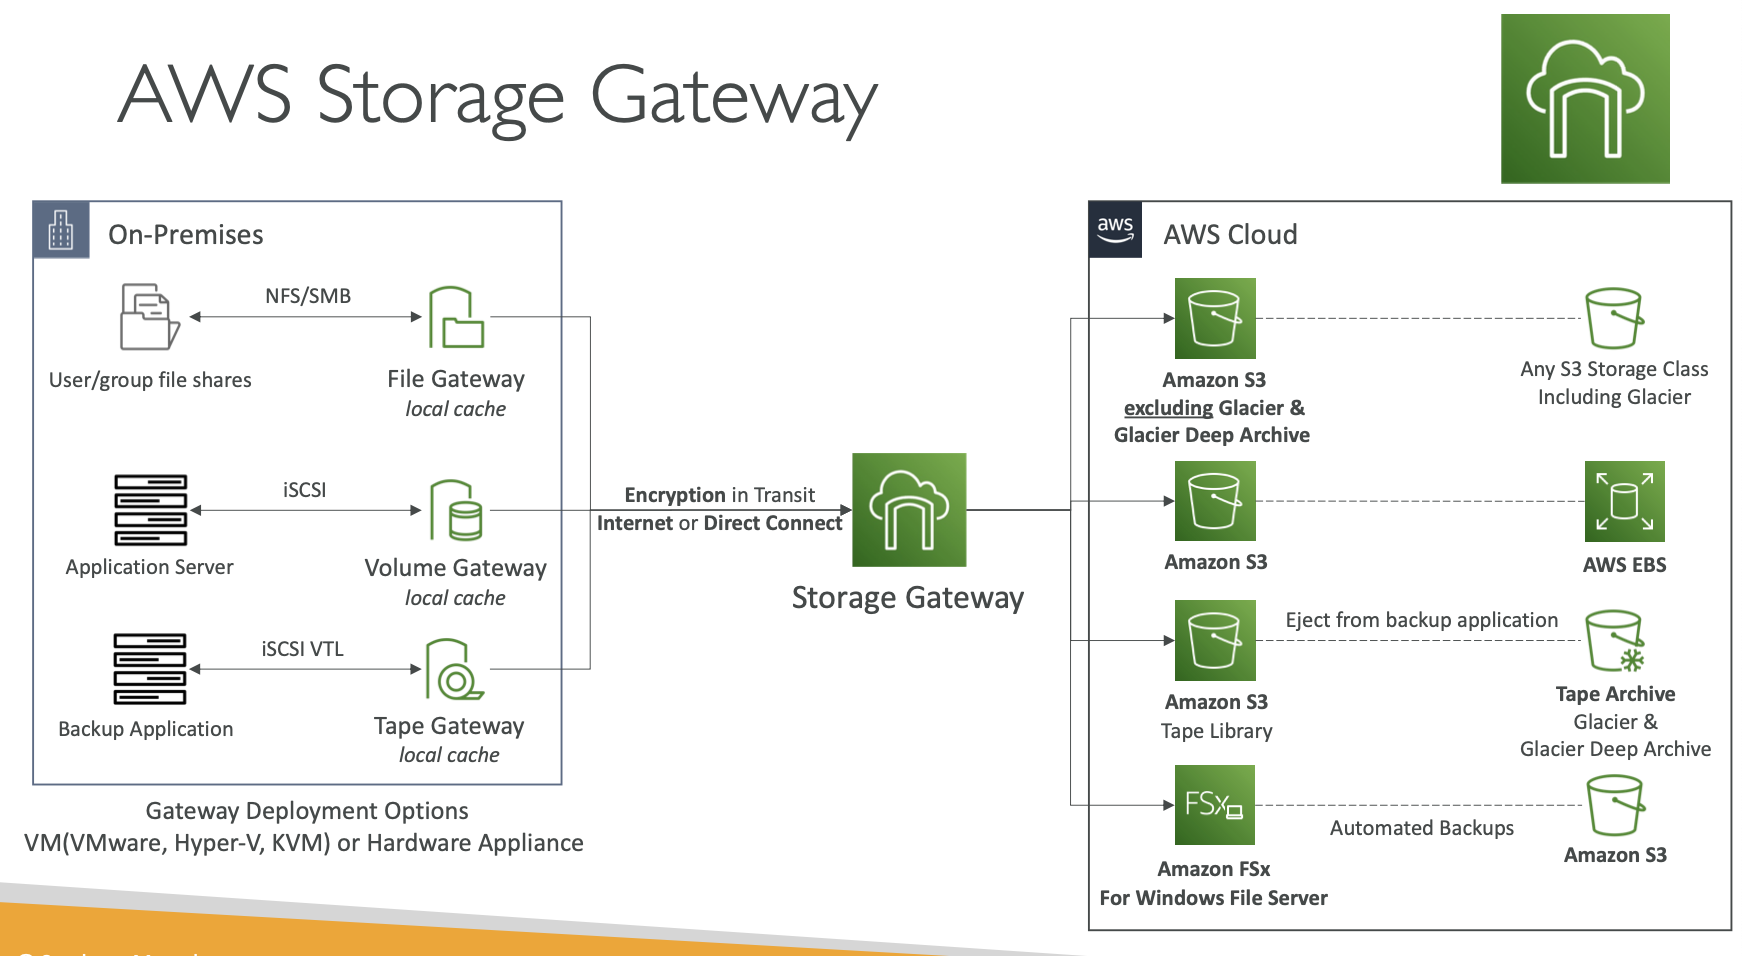 AWS Storage Gateway
On-Premises
NFS/SMB
User/group file shares
File Gateway
local cache
iSCSI
Application Server
Volume Gateway
local cache
iSCSI VTL
Backup Application
Tape Gateway
local cache
Gateway Deployment Options
VM(VMware, Hyper-V, KVM) or Hardware Appliance
Encryption in Transit
Internet or Direct Connect
Storage Gateway
aws
AWS Cloud
Amazon S3
excluding Glacier &
Glacier Deep Archive
Any S3 Storage Class
Including Glacier
Amazon S3
AWS EBS
Amazon S3
Tape Library
Eject from backup application
Tape Archive
Glacier &
Glacier Deep Archive
FSx
Amazon FSx
For Windows File Server
Automated Backups
Amazon S3